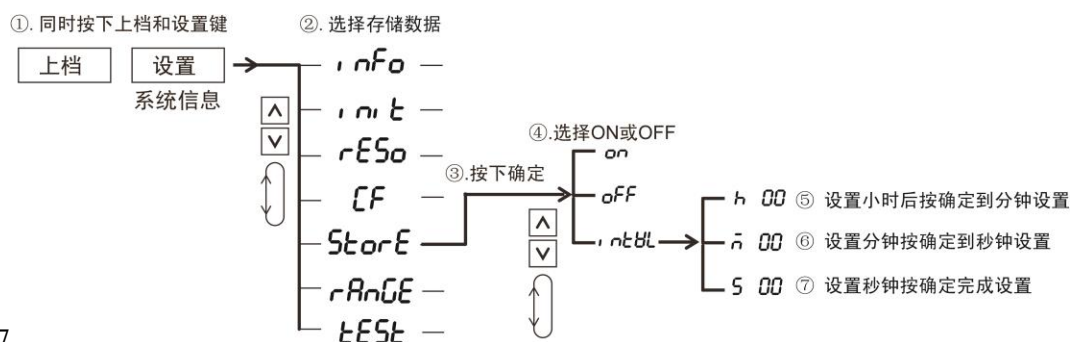 ①. 同时按下上档和设置键
②. 选择存储数据
上档 设置
系统信息
info
init
rESo
CF
StorE
rAnGE
tESt
③.按下确定
④.选择ON或OFF
on
oFF
intVL
h 00 ⑤ 设置小时后按确定到分钟设置
n̄ 00 ⑥ 设置分钟按确定到秒钟设置
S 00 ⑦ 设置秒钟按确定完成设置
7